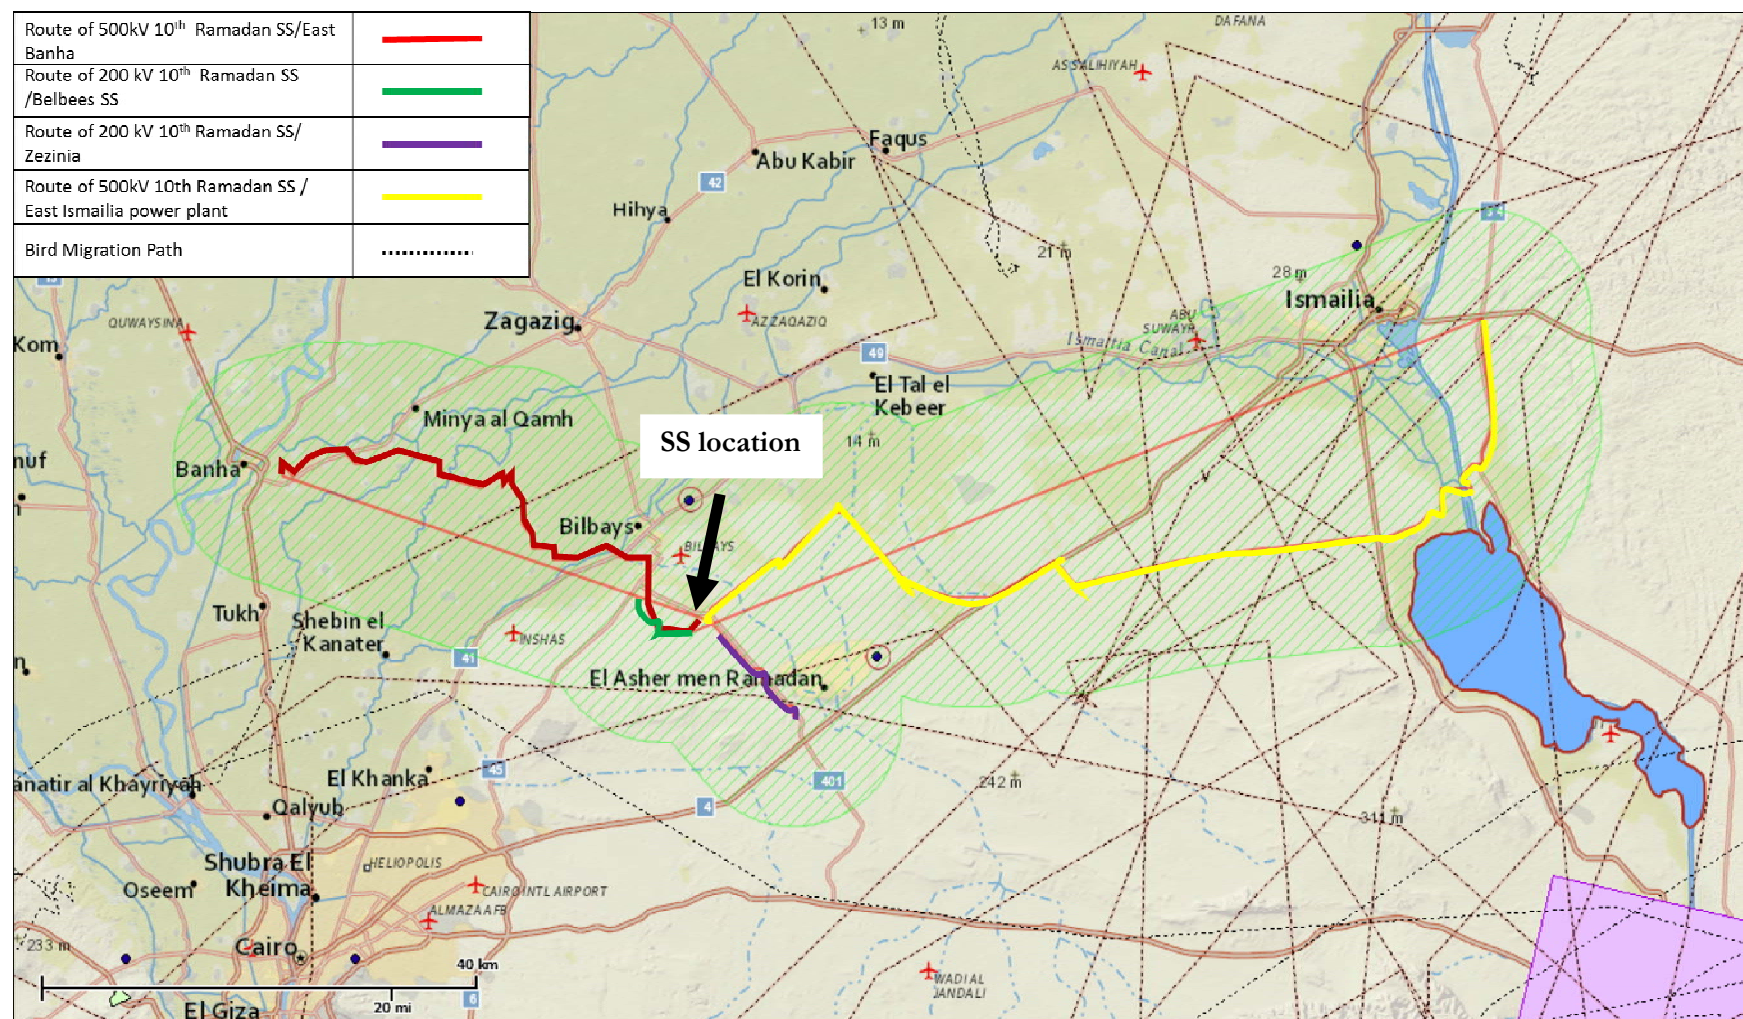 Route of 500kV 10th Ramadan SS/East
Banha
Route of 200 kV 10th Ramadan SS
/Belbees SS
Route of 200 kV 10th Ramadan SS/
Zezinia
Route of 500kV 10th Ramadan SS /
East Ismailia power plant
Bird Migration Path
13 m
DAFANA
AS SALIHIYAH
Faqus
Abu Kabir
42
Hihya
21 m
28 m
El Korin
Ismailia
Zagazig
AZ ZAQAZIQ
QUWAYSINA
ABU
SUWAYR
Ismailia Canal
Kom
49
El Tal el
Kebeer
Minya al Qamh
SS location
14 m
nuf
Banha
Bilbays
BILBAYS
Tukh
Shebin el
Kanater
INSHAS
41
El Asher men Ramadan
45
401
242 m
El Khanka
anatir al Khayriyah
Qalyub
4
311 m
Shubra El
Kheima
HELIOPOLIS
Oseem
CAIRO INTL AIRPORT
ALMAZA AFB
233 m
Cairo
40 km
WADI AL
JANDALI
20 mi
6
El Giza